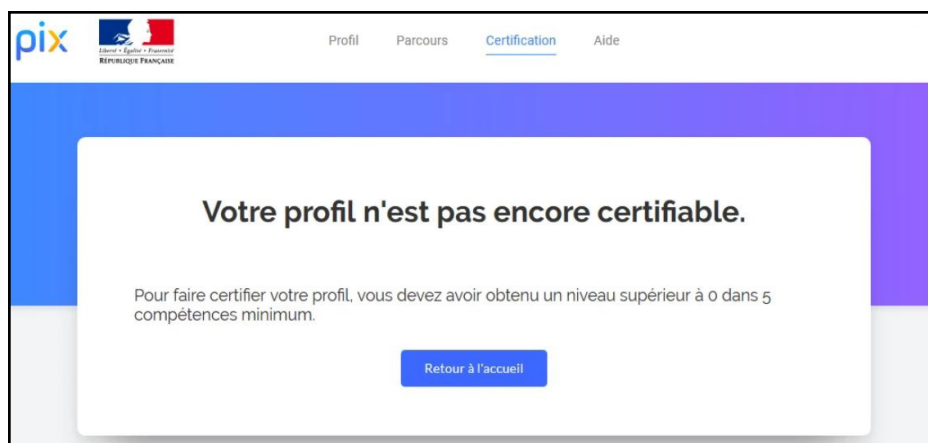 pix
Liberté • Égalité • Fraternité
RÉPUBLIQUE FRANÇAISE
Profil Parcours Certification Aide
Votre profil n'est pas encore certifiable.
Pour faire certifier votre profil, vous devez avoir obtenu un niveau supérieur à 0 dans 5
compétences minimum.
Retour à l'accueil